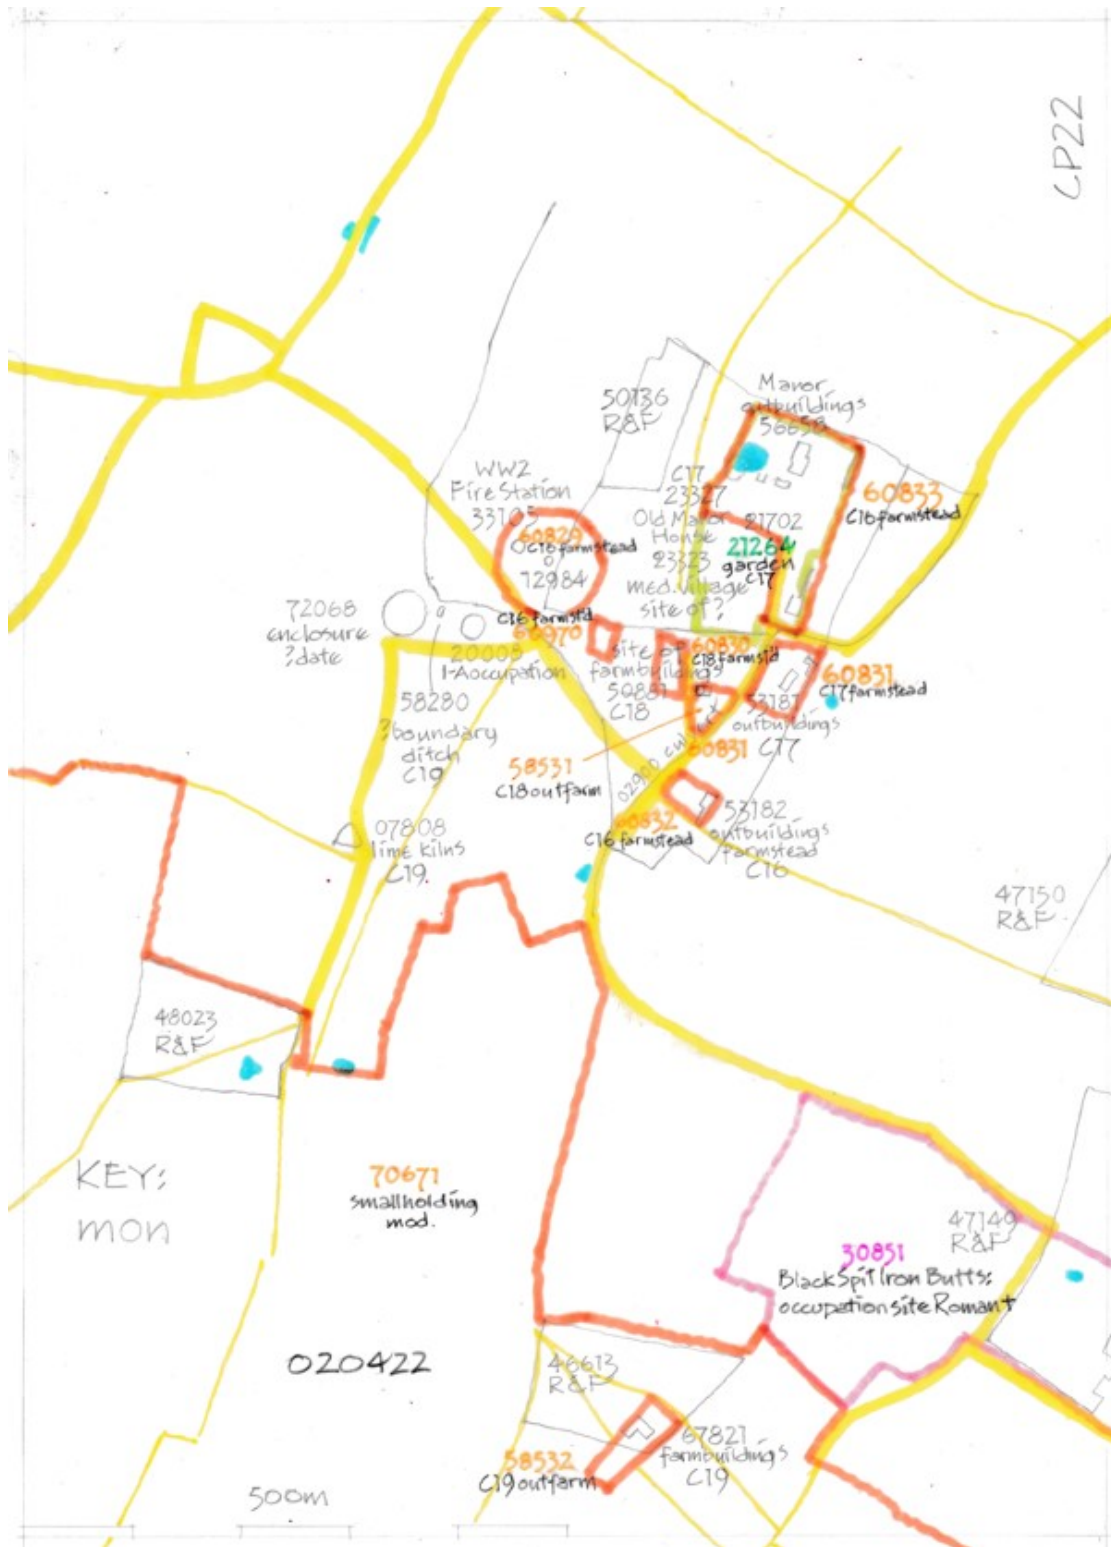 CP22
50136
R&F
Manor
outbuildings
56658
WW2
Fire Station
33105
C17
23327
Old Manor
House
23323
med. village
site of?
21702
21264
garden
C17
60833
C16 farmstead
60829
C16 farmstead
12984
C16 farmstd
60970
72068
enclosure
?date
20008
I-A occupation
site of
farmbuildings
50881
C18
60830
C18 farmstd
60831
C17 farmstead
53181
outbuildings
C17
60831
58280
?boundary
ditch
C19
58531
C18 outfarm
02900
60832
C16 farmstead
53182
outbuildings
farmstead
C16
07808
lime kilns
C19
47150
R&F
48023
R&F
KEY:
mon
70671
smallholding
mod.
47149
R&F
30851
Black Spit Iron Butts:
occupation site Roman+
020422
46613
R&F
58532
C19 outfarm
67821
farmbuildings
C19
500m